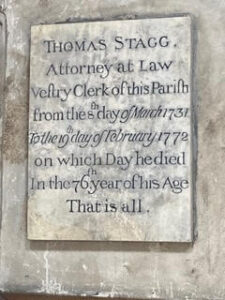 THOMAS STAGG.
Attorney at Law
Vestry Clerk of this Pariſh
from the 8th day of March 1731
To the 19th day of February 1772
on which Day he died
In the 76th year of his Age
That is all.